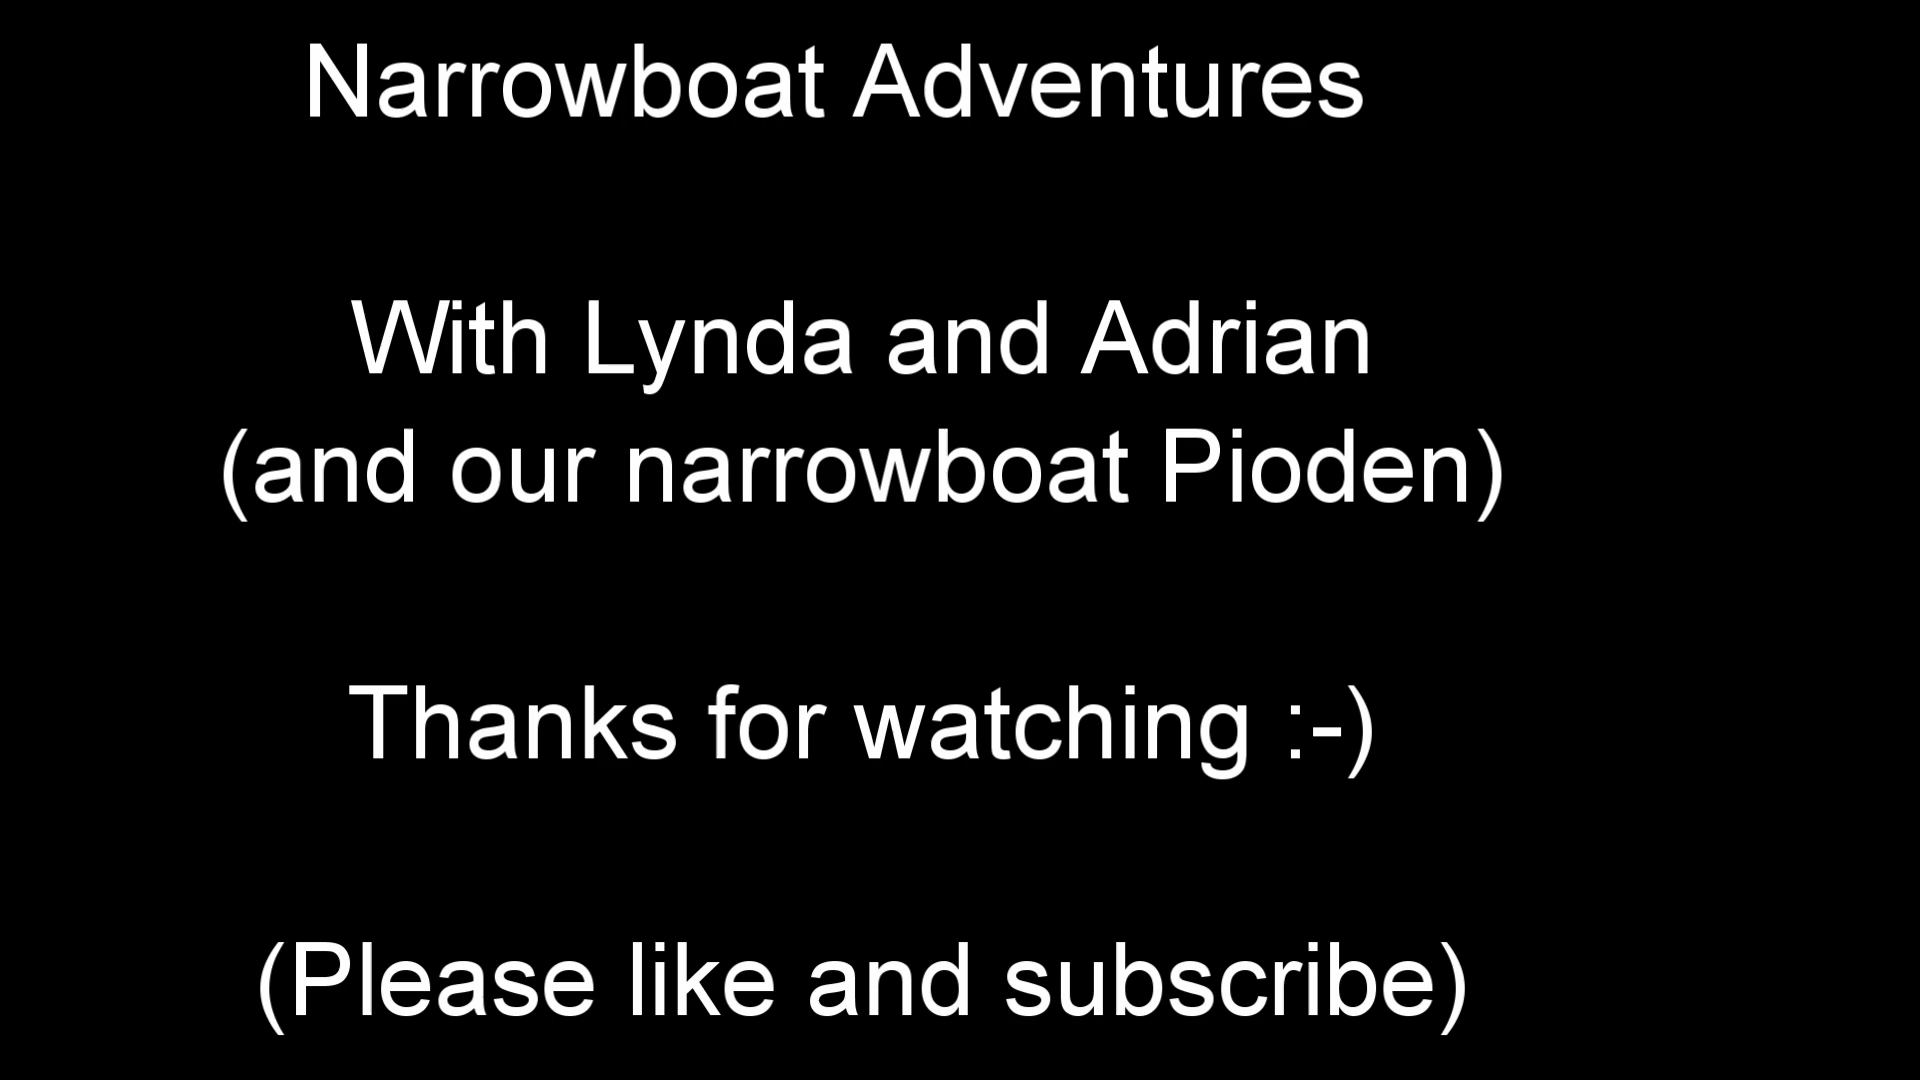 Narrowboat Adventures
With Lynda and Adrian
(and our narrowboat Pioden)
Thanks for watching :-)
(Please like and subscribe)